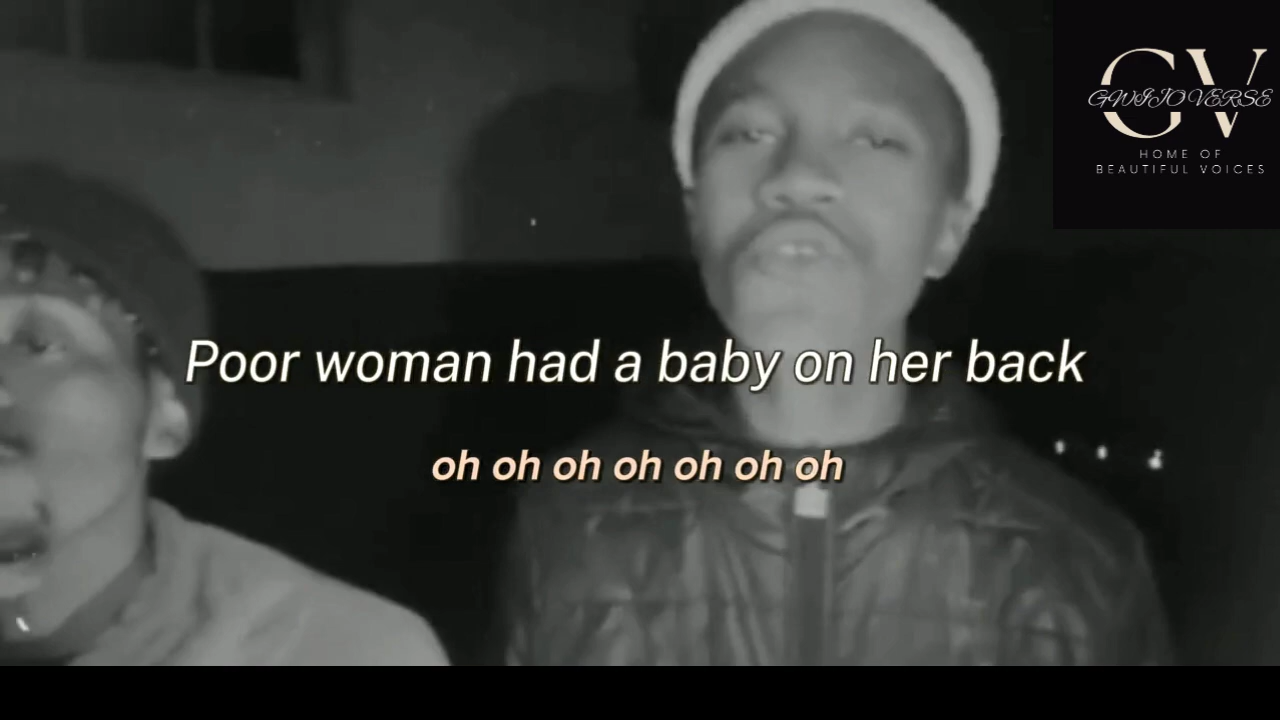 GV
GWIJO VERSE
HOME OF
BEAUTIFUL VOICES
Poor woman had a baby on her back
oh oh oh oh oh oh oh